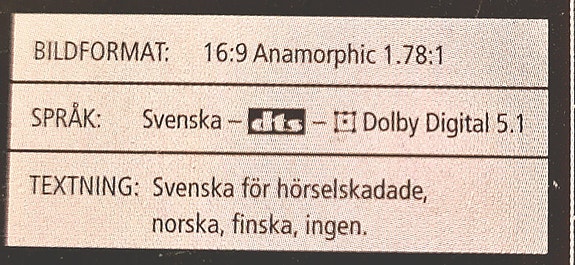 BILDFORMAT: 16:9 Anamorphic 1.78:1
SPRÅK: Svenska – dts – Dolby Digital 5.1
TEXTNING: Svenska för hörselskadade,
norska, finska, ingen.